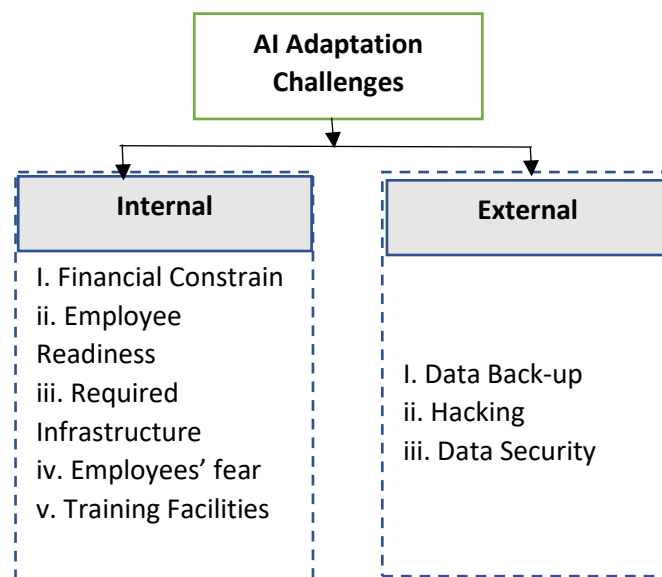 AI Adaptation
Challenges
Internal
I. Financial Constrain
ii. Employee
Readiness
iii. Required
Infrastructure
iv. Employees’ fear
v. Training Facilities
External
I. Data Back-up
ii. Hacking
iii. Data Security